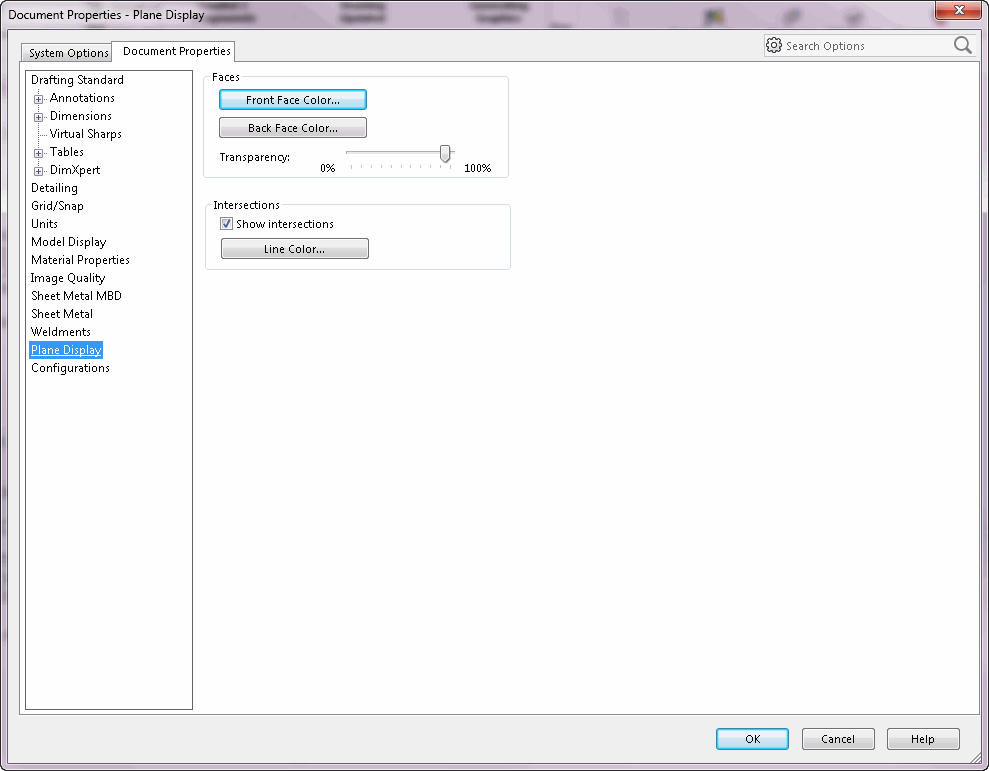 Document Properties - Plane Display
System Options
Document Properties
Search Options
Drafting Standard
Annotations
Dimensions
Virtual Sharps
Tables
DimXpert
Detailing
Grid/Snap
Units
Model Display
Material Properties
Image Quality
Sheet Metal MBD
Sheet Metal
Weldments
Plane Display
Configurations
Faces
Front Face Color...
Back Face Color...
Transparency:
0%
100%
Intersections
Show intersections
Line Color...
OK
Cancel
Help